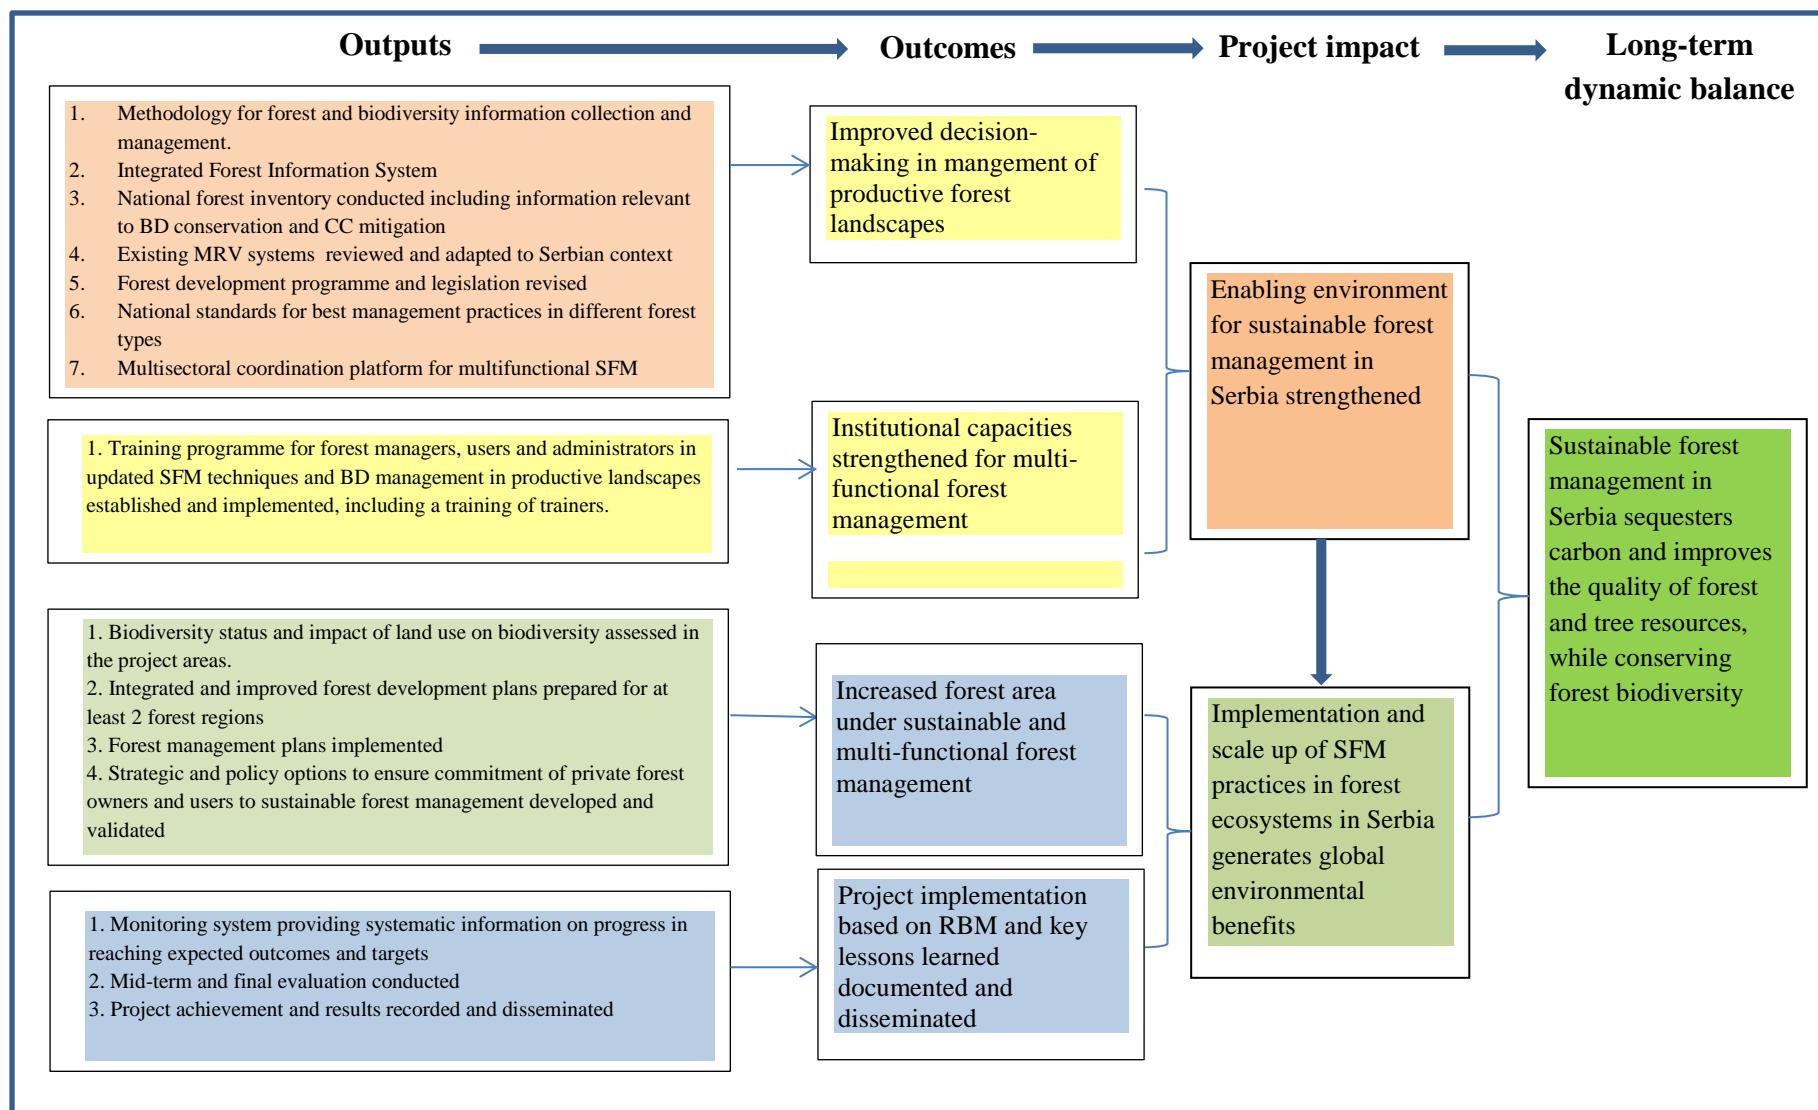 Outputs
Outcomes
Project impact
Long-term
dynamic balance
1. Methodology for forest and biodiversity information collection and
management.
2. Integrated Forest Information System
3. National forest inventory conducted including information relevant
to BD conservation and CC mitigation
4. Existing MRV systems reviewed and adapted to Serbian context
5. Forest development programme and legislation revised
6. National standards for best management practices in different forest
types
7. Multisectoral coordination platform for multifunctional SFM
1. Training programme for forest managers, users and administrators in
updated SFM techniques and BD management in productive landscapes
established and implemented, including a training of trainers.
1. Biodiversity status and impact of land use on biodiversity assessed in
the project areas.
2. Integrated and improved forest development plans prepared for at
least 2 forest regions
3. Forest management plans implemented
4. Strategic and policy options to ensure commitment of private forest
owners and users to sustainable forest management developed and
validated
1. Monitoring system providing systematic information on progress in
reaching expected outcomes and targets
2. Mid-term and final evaluation conducted
3. Project achievement and results recorded and disseminated
Improved decision-
making in mangement of
productive forest
landscapes
Institutional capacities
strengthened for multi-
functional forest
management
Increased forest area
under sustainable and
multi-functional forest
management
Project implementation
based on RBM and key
lessons learned
documented and
disseminated
Enabling environment
for sustainable forest
management in
Serbia strengthened
Implementation and
scale up of SFM
practices in forest
ecosystems in Serbia
generates global
environmental
benefits
Sustainable forest
management in
Serbia sequesters
carbon and improves
the quality of forest
and tree resources,
while conserving
forest biodiversity